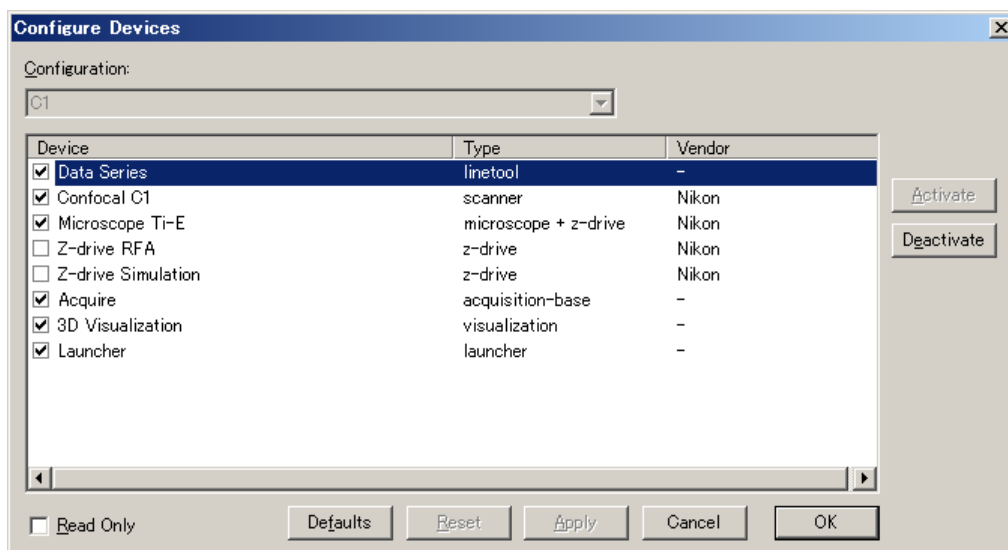 Configure Devices
Configuration:
C1
Device Type Vendor
Data Series linetool -
Confocal C1 scanner Nikon
Microscope Ti-E microscope + z-drive Nikon
Z-drive RFA z-drive Nikon
Z-drive Simulation z-drive Nikon
Acquire acquisition-base -
3D Visualization visualization -
Launcher launcher -
Activate
Deactivate
Read Only Defaults Reset Apply Cancel OK